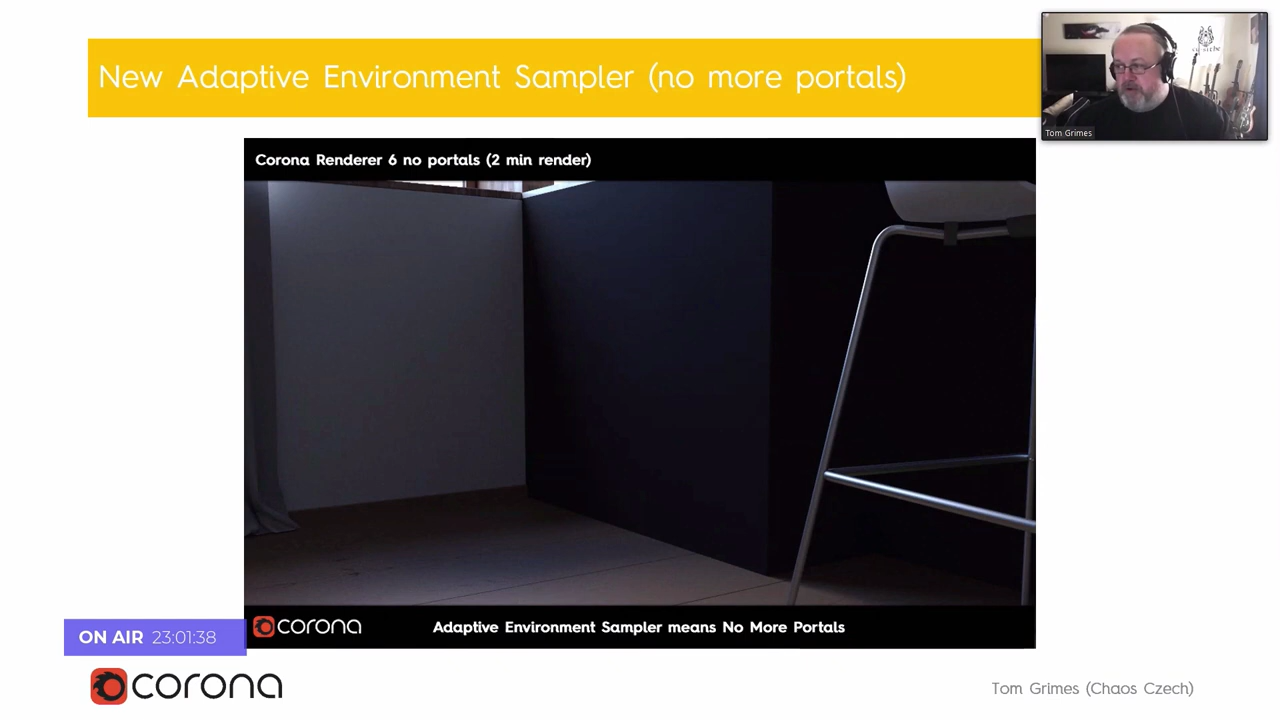 New Adaptive Environment Sampler (no more portals)
Tom Grimes
Corona Renderer 6 no portals (2 min render)
corona
Adaptive Environment Sampler means No More Portals
ON AIR 23:01:38
corona
Tom Grimes (Chaos Czech)